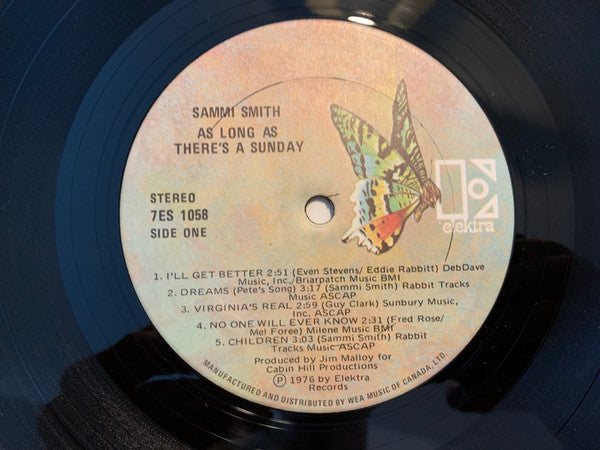 SAMMI SMITH
AS LONG AS
THERE'S A SUNDAY
STEREO
7ES 1058
SIDE ONE
elektra
1. I'LL GET BETTER 2:51 (Even Stevens/ Eddie Rabbitt) DebDave
Music, Inc./Briarpatch Music BMI
2. DREAMS (Pete's Song) 3:17 (Sammi Smith) Rabbit Tracks
Music ASCAP
3. VIRGINIA'S REAL 2:59 (Guy Clark) Sunbury Music,
Inc. ASCAP
4. NO ONE WILL EVER KNOW 2:31 (Fred Rose/
Mel Foree) Milene Music BMI
5. CHILDREN 3:03 (Sammi Smith) Rabbit
Tracks Music ASCAP
Produced by Jim Malloy for
Cabin Hill Productions
Ⓟ 1976 by Elektra
Records
MANUFACTURED AND DISTRIBUTED BY WEA MUSIC OF CANADA, LTD.